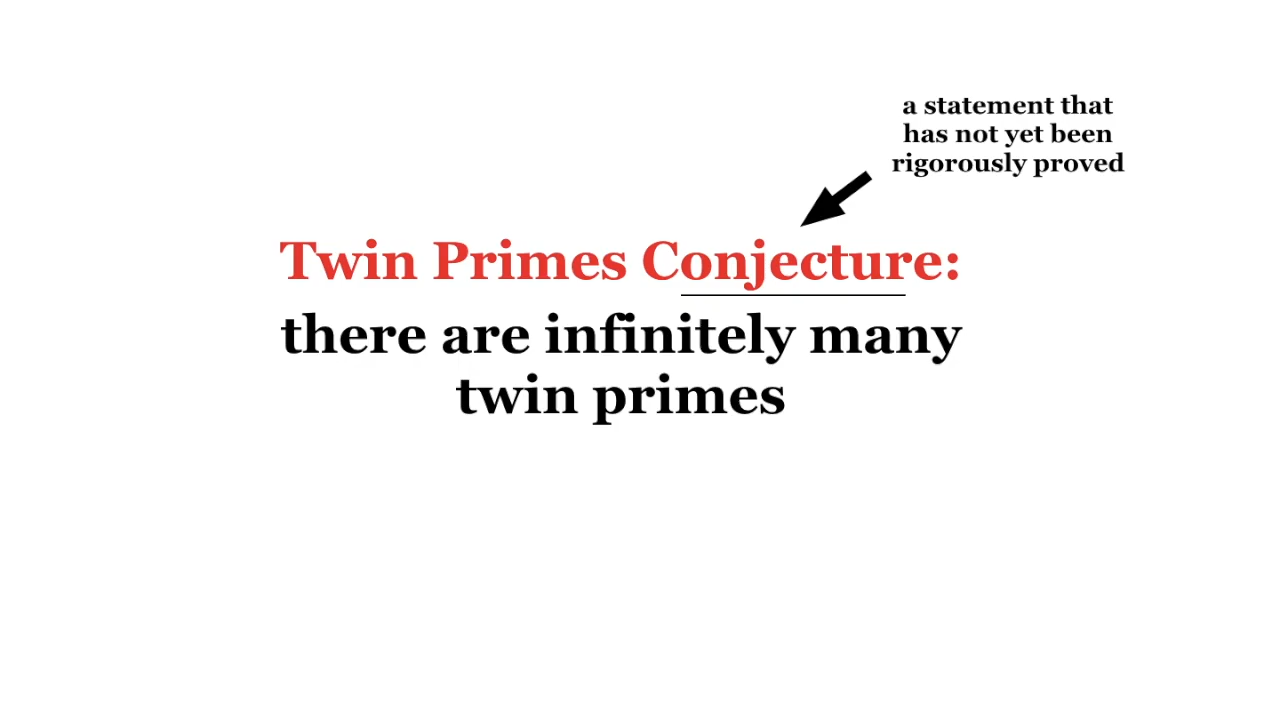 a statement that
has not yet been
rigorously proved
Twin Primes Conjecture:
there are infinitely many
twin primes